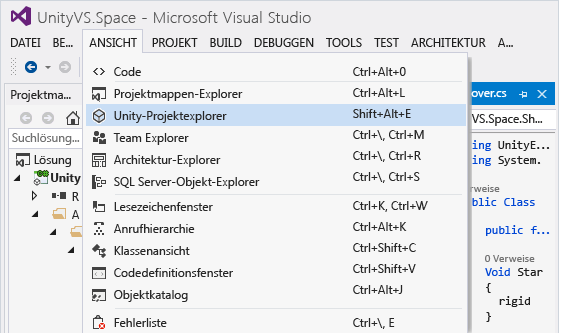 UnityVS.Space - Microsoft Visual Studio
DATEI BE... ANSICHT PROJEKT BUILD DEBUGGEN TOOLS TEST ARCHITEKTUR A...
Projektma...
Suchlösung...
Lösung
Unity
R
A
Code Ctrl+Alt+0
Projektmappen-Explorer Ctrl+Alt+L
Unity-Projektexplorer Shift+Alt+E
Team Explorer Ctrl+\, Ctrl+M
Architektur-Explorer Ctrl+\, Ctrl+R
SQL Server-Objekt-Explorer Ctrl+\, Ctrl+S
Lesezeichenfenster Ctrl+K, Ctrl+W
Anrufhierarchie Ctrl+Alt+K
Klassenansicht Ctrl+Shift+C
Codedefinitionsfenster Ctrl+Shift+V
Objektkatalog Ctrl+Alt+J
Fehlerliste Ctrl+\, E
over.cs
VS.Space.Sh...
ing UnityE...
ing System.
Verweise
blic Class
public f...
0 Verweise
Void Star
{
rigid
}